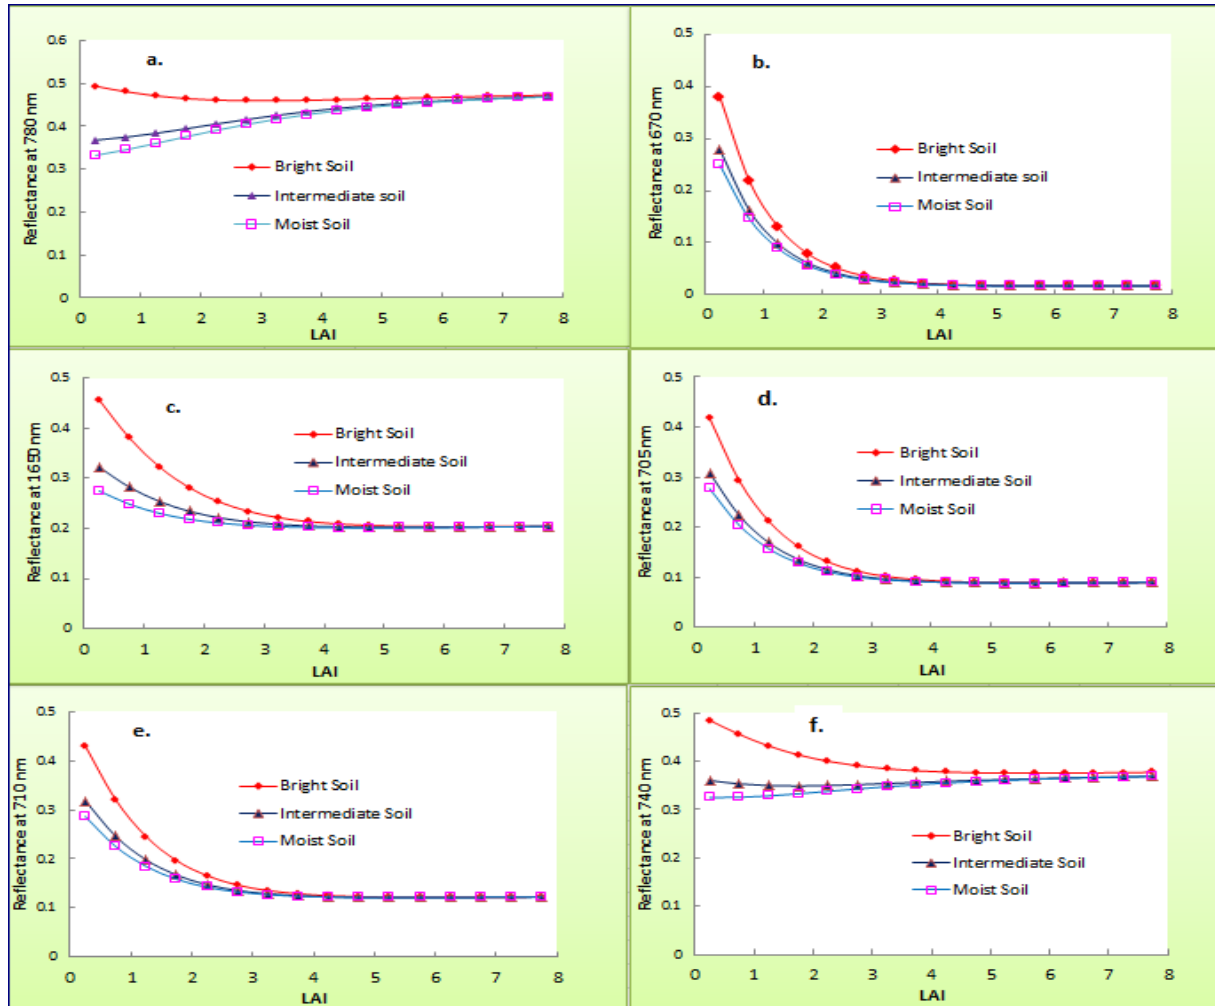 a.
Reflectance at 780 nm
0.6
0.5
0.4
0.3
0.2
0.1
0
Bright Soil
Intermediate soil
Moist Soil
0 1 2 3 4 5 6 7 8
LAI
b.
Reflectance at 670 nm
0.5
0.4
0.3
0.2
0.1
0
Bright Soil
Intermediate soil
Moist Soil
0 1 2 3 4 5 6 7 8
LAI
c.
Reflectance at 1650 nm
0.5
0.4
0.3
0.2
0.1
0
Bright Soil
Intermediate Soil
Moist Soil
0 1 2 3 4 5 6 7 8
LAI
d.
Reflectance at 705nm
0.5
0.4
0.3
0.2
0.1
0
Bright Soil
Intermediate Soil
Moist Soil
0 1 2 3 4 5 6 7 8
LAI
e.
Reflectance at 710 nm
0.5
0.4
0.3
0.2
0.1
0
Bright Soil
Intermediate Soil
Moist Soil
0 1 2 3 4 5 6 7 8
LAI
f.
Reflectance at 740 nm
0.5
0.4
0.3
0.2
0.1
0
Bright Soil
Intermediate Soil
Moist Soil
0 1 2 3 4 5 6 7 8
LAI